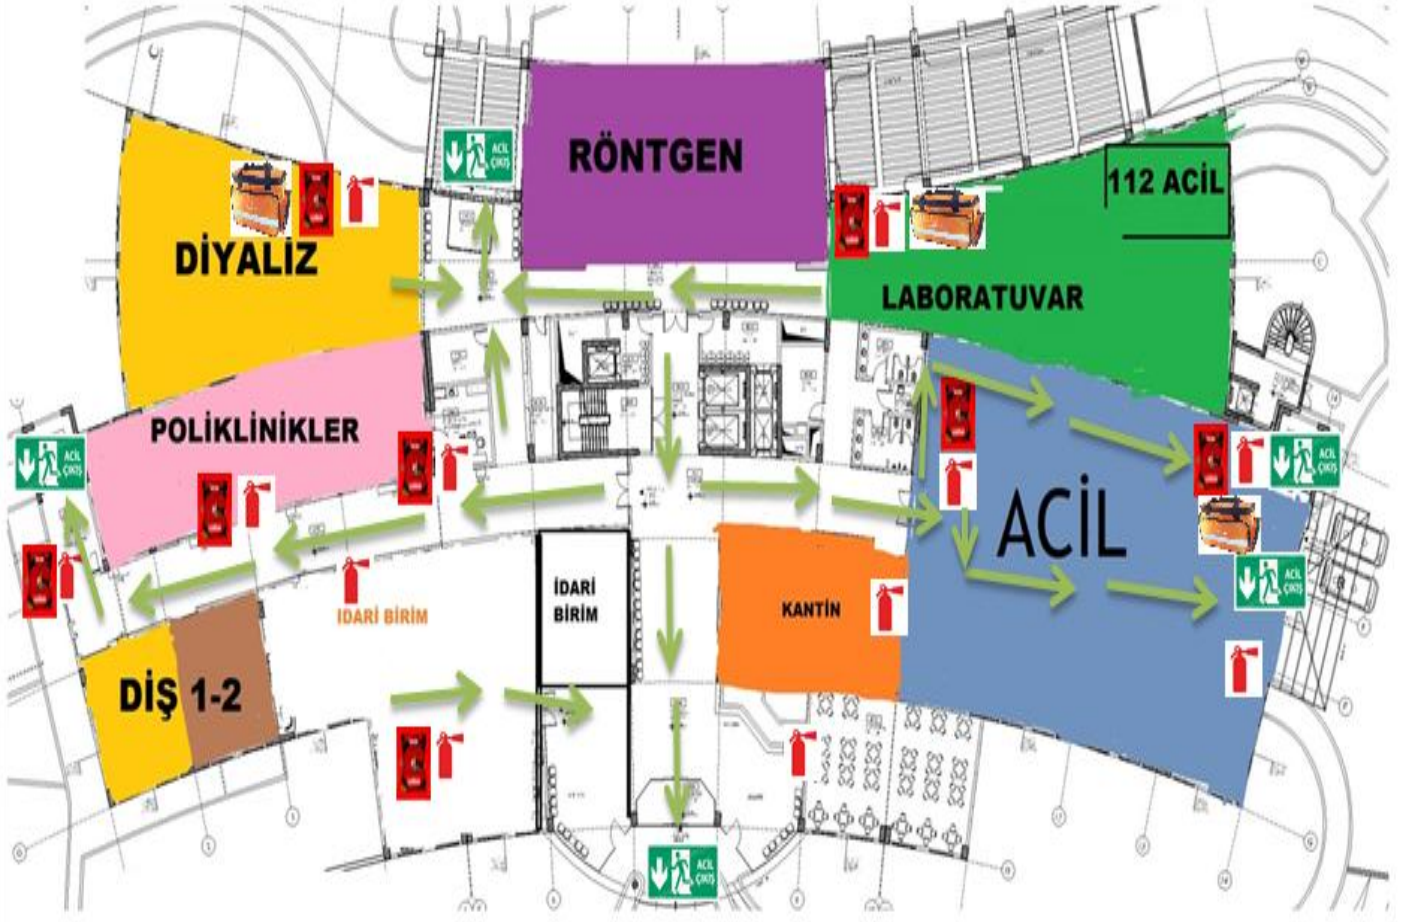 RÖNTGEN
ACİL
ÇIKIŞ
112 ACİL
DİYALİZ
LABORATUVAR
POLİKLİNİKLER
ACİL
ÇIKIŞ
ACİL
ÇIKIŞ
ACİL
ACİL
ÇIKIŞ
İDARİ
BİRİM
IDARİ BİRİM
KANTİN
DİŞ 1-2
ACİL
ÇIKIŞ